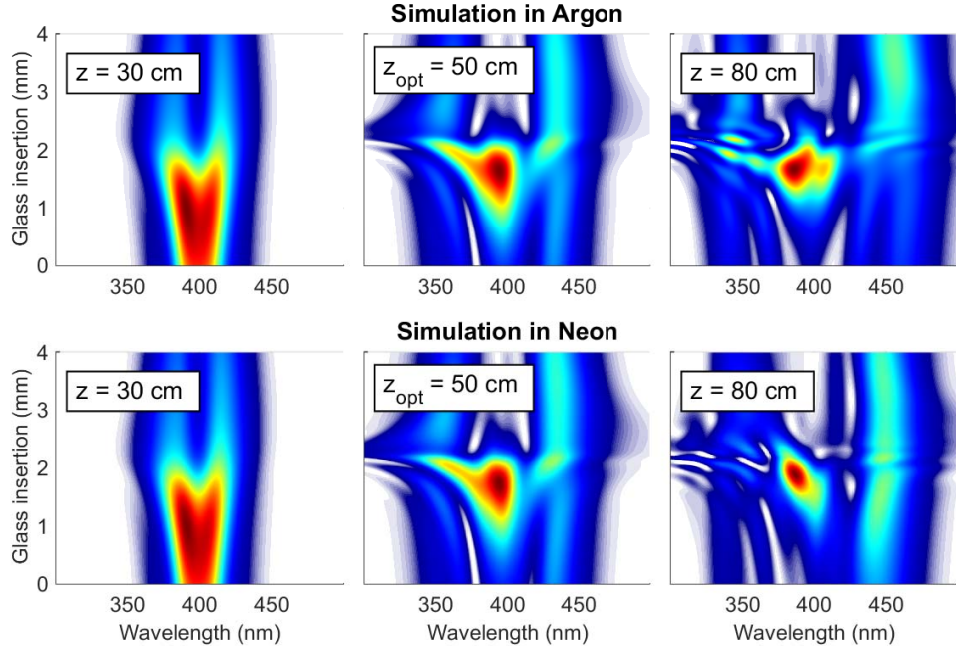 Simulation in Argon
Glass insertion (mm)
4
3
2
1
0
z = 30 cm
z_opt = 50 cm
z = 80 cm
350 400 450
350 400 450
350 400 450
Simulation in Neon
Glass insertion (mm)
4
3
2
1
0
z = 30 cm
z_opt = 50 cm
z = 80 cm
350 400 450
350 400 450
350 400 450
Wavelength (nm)
Wavelength (nm)
Wavelength (nm)